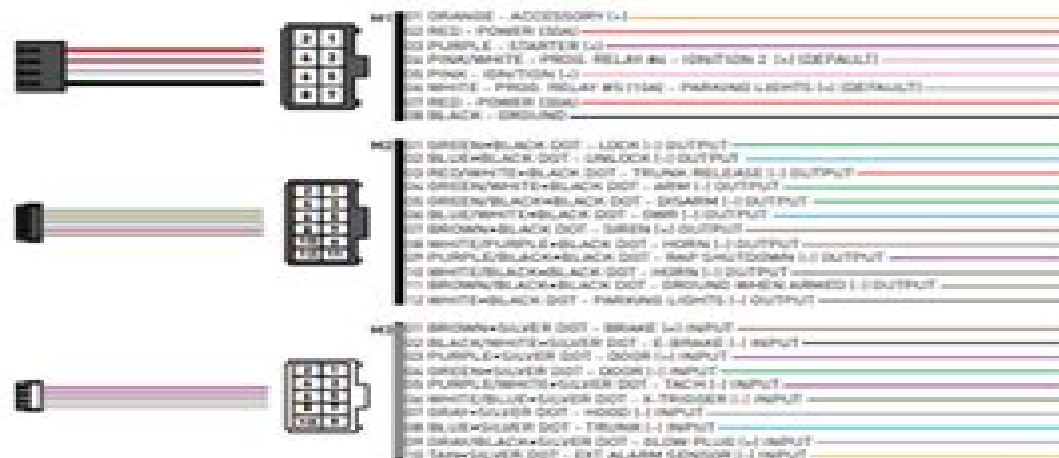 M1
01 ORANGE - ACCESSORY (+)
02 RED - POWER (30A)
03 PURPLE - STARTER (+)
04 PINK/WHITE - PROG. RELAY #4 - IGNITION 2 (+) (DEFAULT)
05 PINK - IGNITION (+)
06 WHITE - PROG. RELAY #5 (10A) - PARKING LIGHTS (+) (DEFAULT)
07 RED - POWER (30A)
08 BLACK - GROUND
M2
01 GREEN•BLACK DOT - LOCK (-) OUTPUT
02 BLUE•BLACK DOT - UNLOCK (-) OUTPUT
03 RED/WHITE•BLACK DOT - TRUNK RELEASE (-) OUTPUT
04 GREEN/WHITE•BLACK DOT - ARM (-) OUTPUT
05 GREEN/BLACK•BLACK DOT - DISARM (-) OUTPUT
06 BLUE/WHITE•BLACK DOT - GWR (-) OUTPUT
07 BROWN•BLACK DOT - SIREN (+) OUTPUT
08 WHITE/PURPLE•BLACK DOT - HORN (-) OUTPUT
09 PURPLE/BLACK•BLACK DOT - RAP SHUTDOWN (-) OUTPUT
10 WHITE/BLACK•BLACK DOT - HORN (-) OUTPUT
11 BROWN/BLACK•BLACK DOT - GROUND WHEN ARMED (-) OUTPUT
12 WHITE•BLACK DOT - PARKING LIGHTS (-) OUTPUT
M3
01 BROWN•SILVER DOT - BRAKE (+) INPUT
02 BLACK/WHITE•SILVER DOT - E-BRAKE (-) INPUT
03 PURPLE•SILVER DOT - DOOR (+) INPUT
04 GREEN•SILVER DOT - DOOR (-) INPUT
05 PURPLE/WHITE•SILVER DOT - TACH (-) INPUT
06 WHITE/BLUE•SILVER DOT - X-TRIGGER (-) INPUT
07 GRAY•SILVER DOT - HOOD (-) INPUT
08 BLUE•SILVER DOT - TRUNK (-) INPUT
09 GRAY/BLACK•SILVER DOT - GLOW PLUG (+) INPUT
10 TAN•SILVER DOT - EXT ALARM SENSOR (-) INPUT